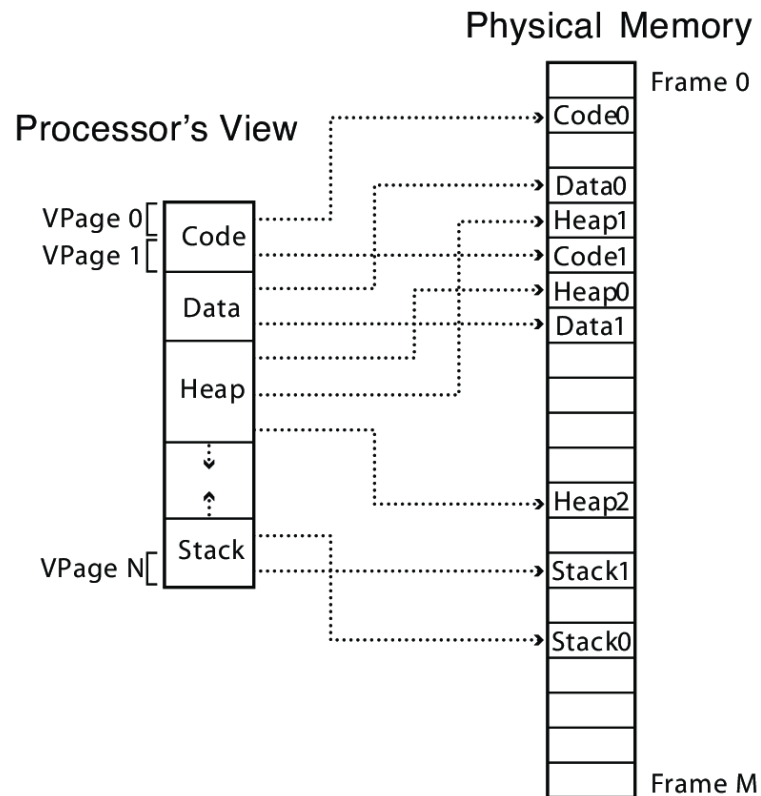 Physical Memory
Frame 0
Processor's View
Code0
Data0
VPage 0
Heap1
Code
VPage 1
Code1
Heap0
Data
Data1
Heap
Heap2
Stack
VPage N
Stack1
Stack0
Frame M